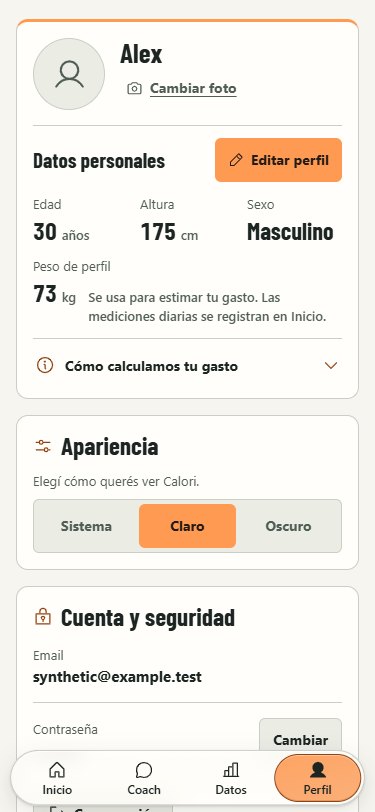 Alex
Cambiar foto
Datos personales
Editar perfil
Edad
Altura
Sexo
30 años
175 cm
Masculino
Peso de perfil
73 kg
Se usa para estimar tu gasto. Las
mediciones diarias se registran en Inicio.
Cómo calculamos tu gasto
Apariencia
Elegí cómo querés ver Calori.
Sistema
Claro
Oscuro
Cuenta y seguridad
Email
synthetic@example.test
Contraseña
Cambiar
Inicio
Coach
Datos
Perfil